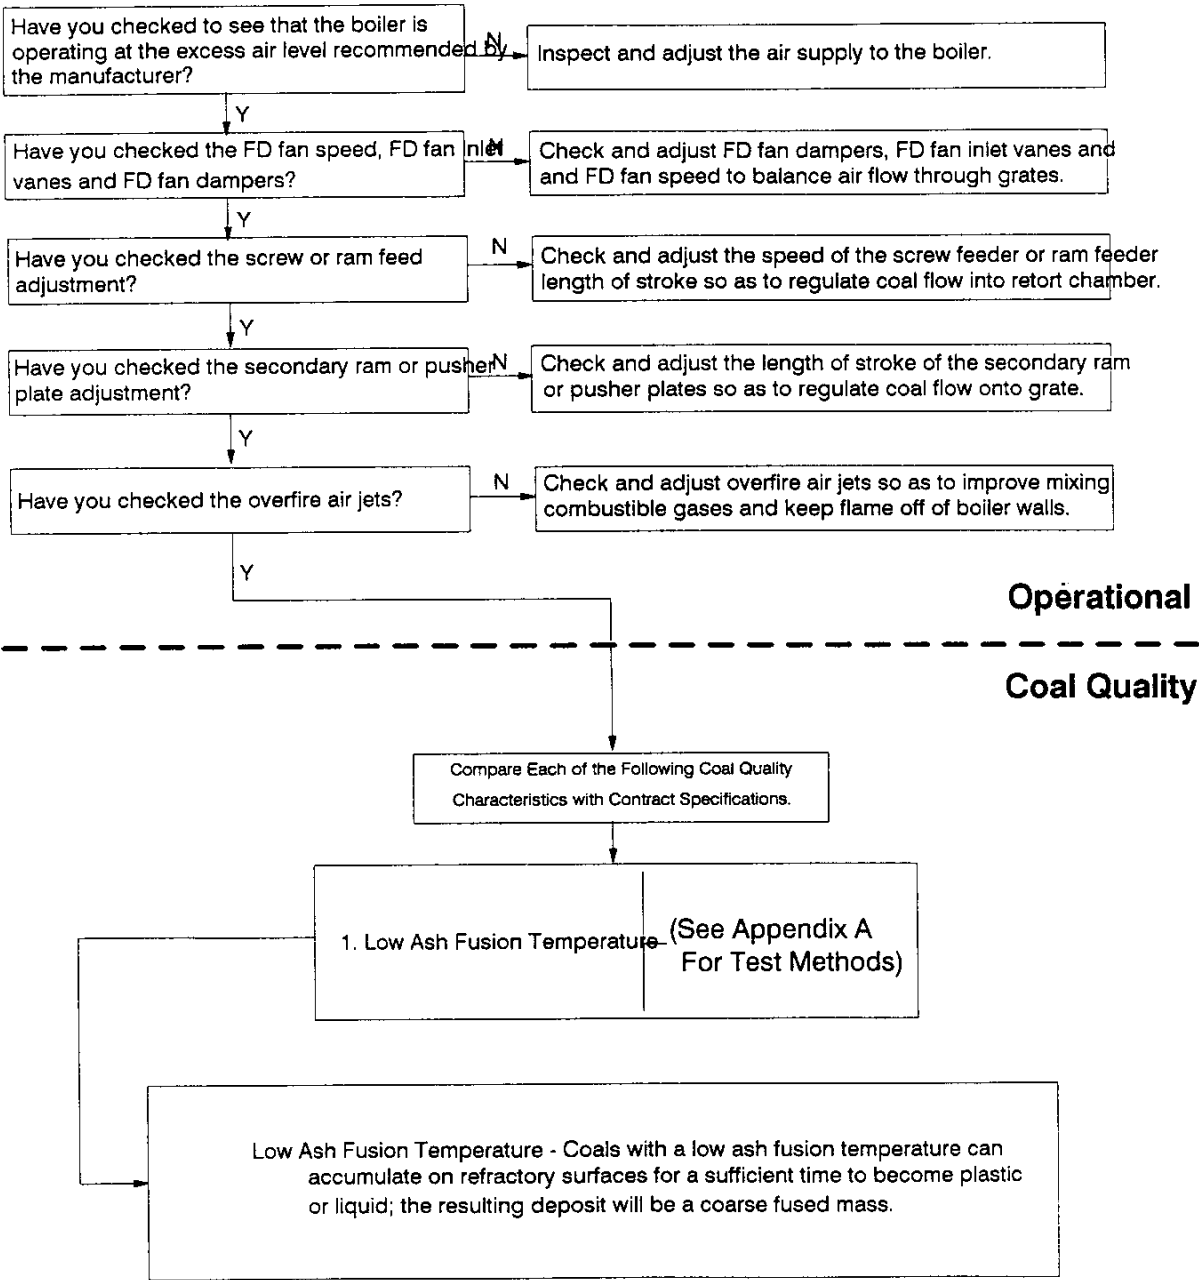 Have you checked to see that the boiler is
operating at the excess air level recommended by
the manufacturer?
N
Inspect and adjust the air supply to the boiler.
Y
Have you checked the FD fan speed, FD fan inlet
vanes and FD fan dampers?
N
Check and adjust FD fan dampers, FD fan inlet vanes and
and FD fan speed to balance air flow through grates.
Y
Have you checked the screw or ram feed
adjustment?
N
Check and adjust the speed of the screw feeder or ram feeder
length of stroke so as to regulate coal flow into retort chamber.
Y
Have you checked the secondary ram or pusher
plate adjustment?
N
Check and adjust the length of stroke of the secondary ram
or pusher plates so as to regulate coal flow onto grate.
Y
Have you checked the overfire air jets?
N
Check and adjust overfire air jets so as to improve mixing
combustible gases and keep flame off of boiler walls.
Y
Operational
Coal Quality
Compare Each of the Following Coal Quality
Characteristics with Contract Specifications.
1. Low Ash Fusion Temperature
(See Appendix A
For Test Methods)
Low Ash Fusion Temperature - Coals with a low ash fusion temperature can
accumulate on refractory surfaces for a sufficient time to become plastic
or liquid; the resulting deposit will be a coarse fused mass.